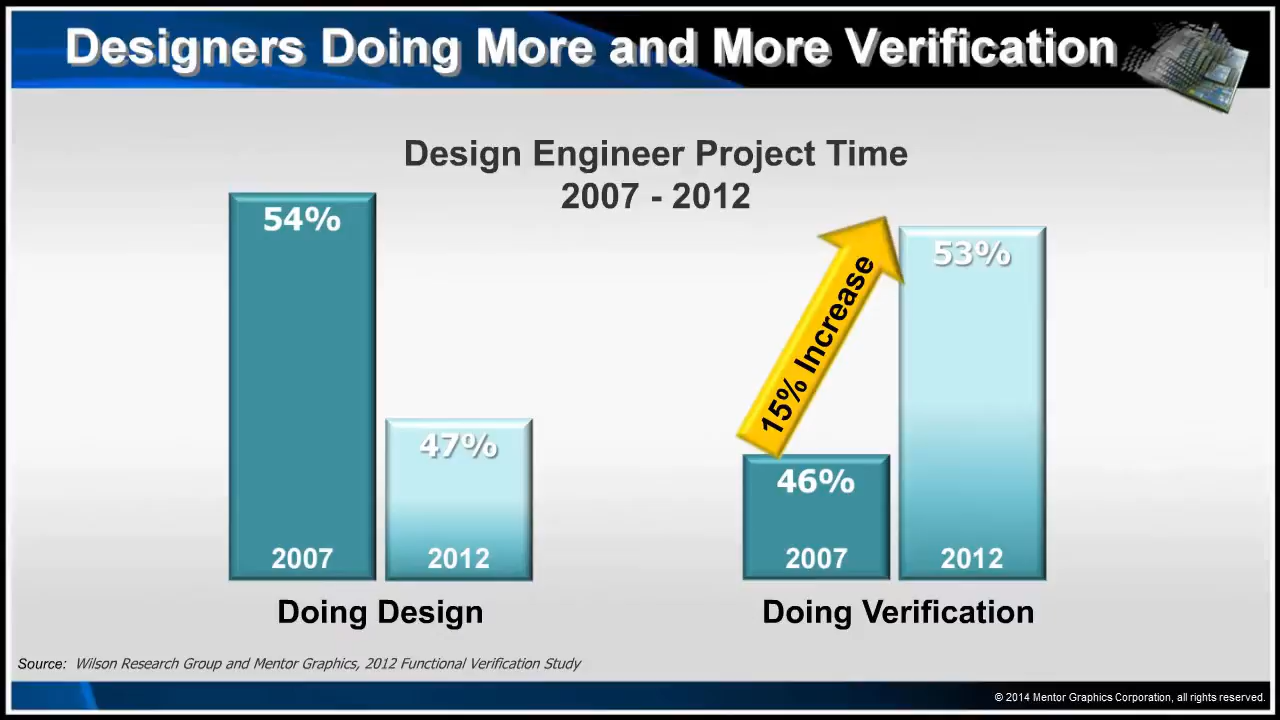 Designers Doing More and More Verification
Design Engineer Project Time
2007 - 2012
54%
47%
2007
2012
Doing Design
15% Increase
46%
53%
2007
2012
Doing Verification
Source: Wilson Research Group and Mentor Graphics, 2012 Functional Verification Study
© 2014 Mentor Graphics Corporation, all rights reserved.